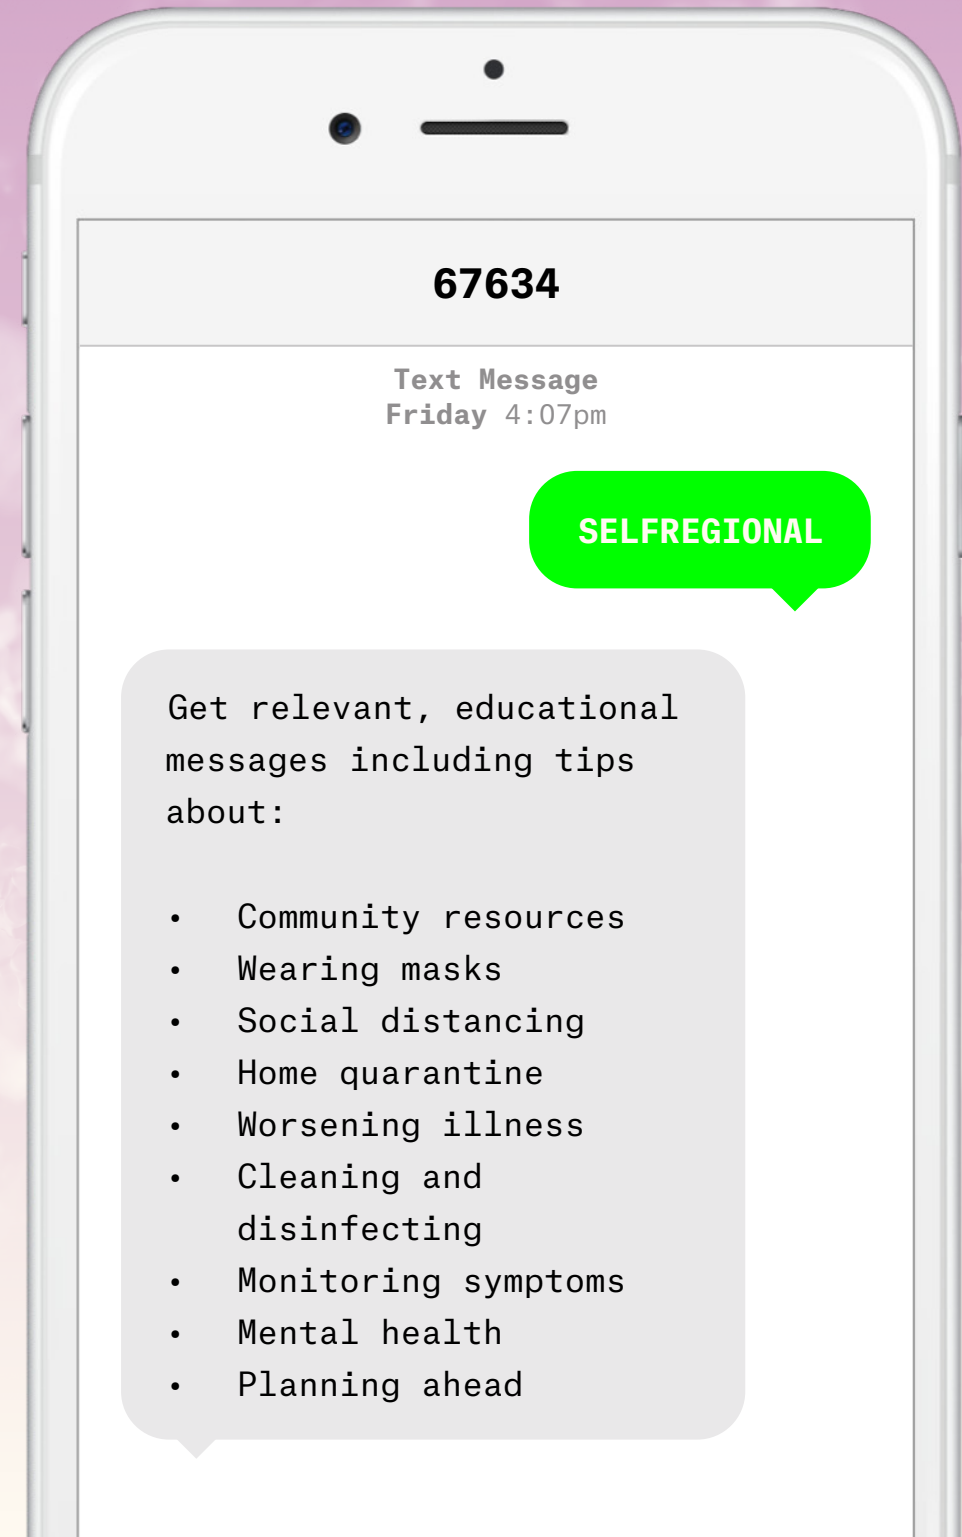 67634
Text Message
Friday 4:07pm
SELFREGIONAL
Get relevant, educational
messages including tips
about:
• Community resources
• Wearing masks
• Social distancing
• Home quarantine
• Worsening illness
• Cleaning and
disinfecting
• Monitoring symptoms
• Mental health
• Planning ahead